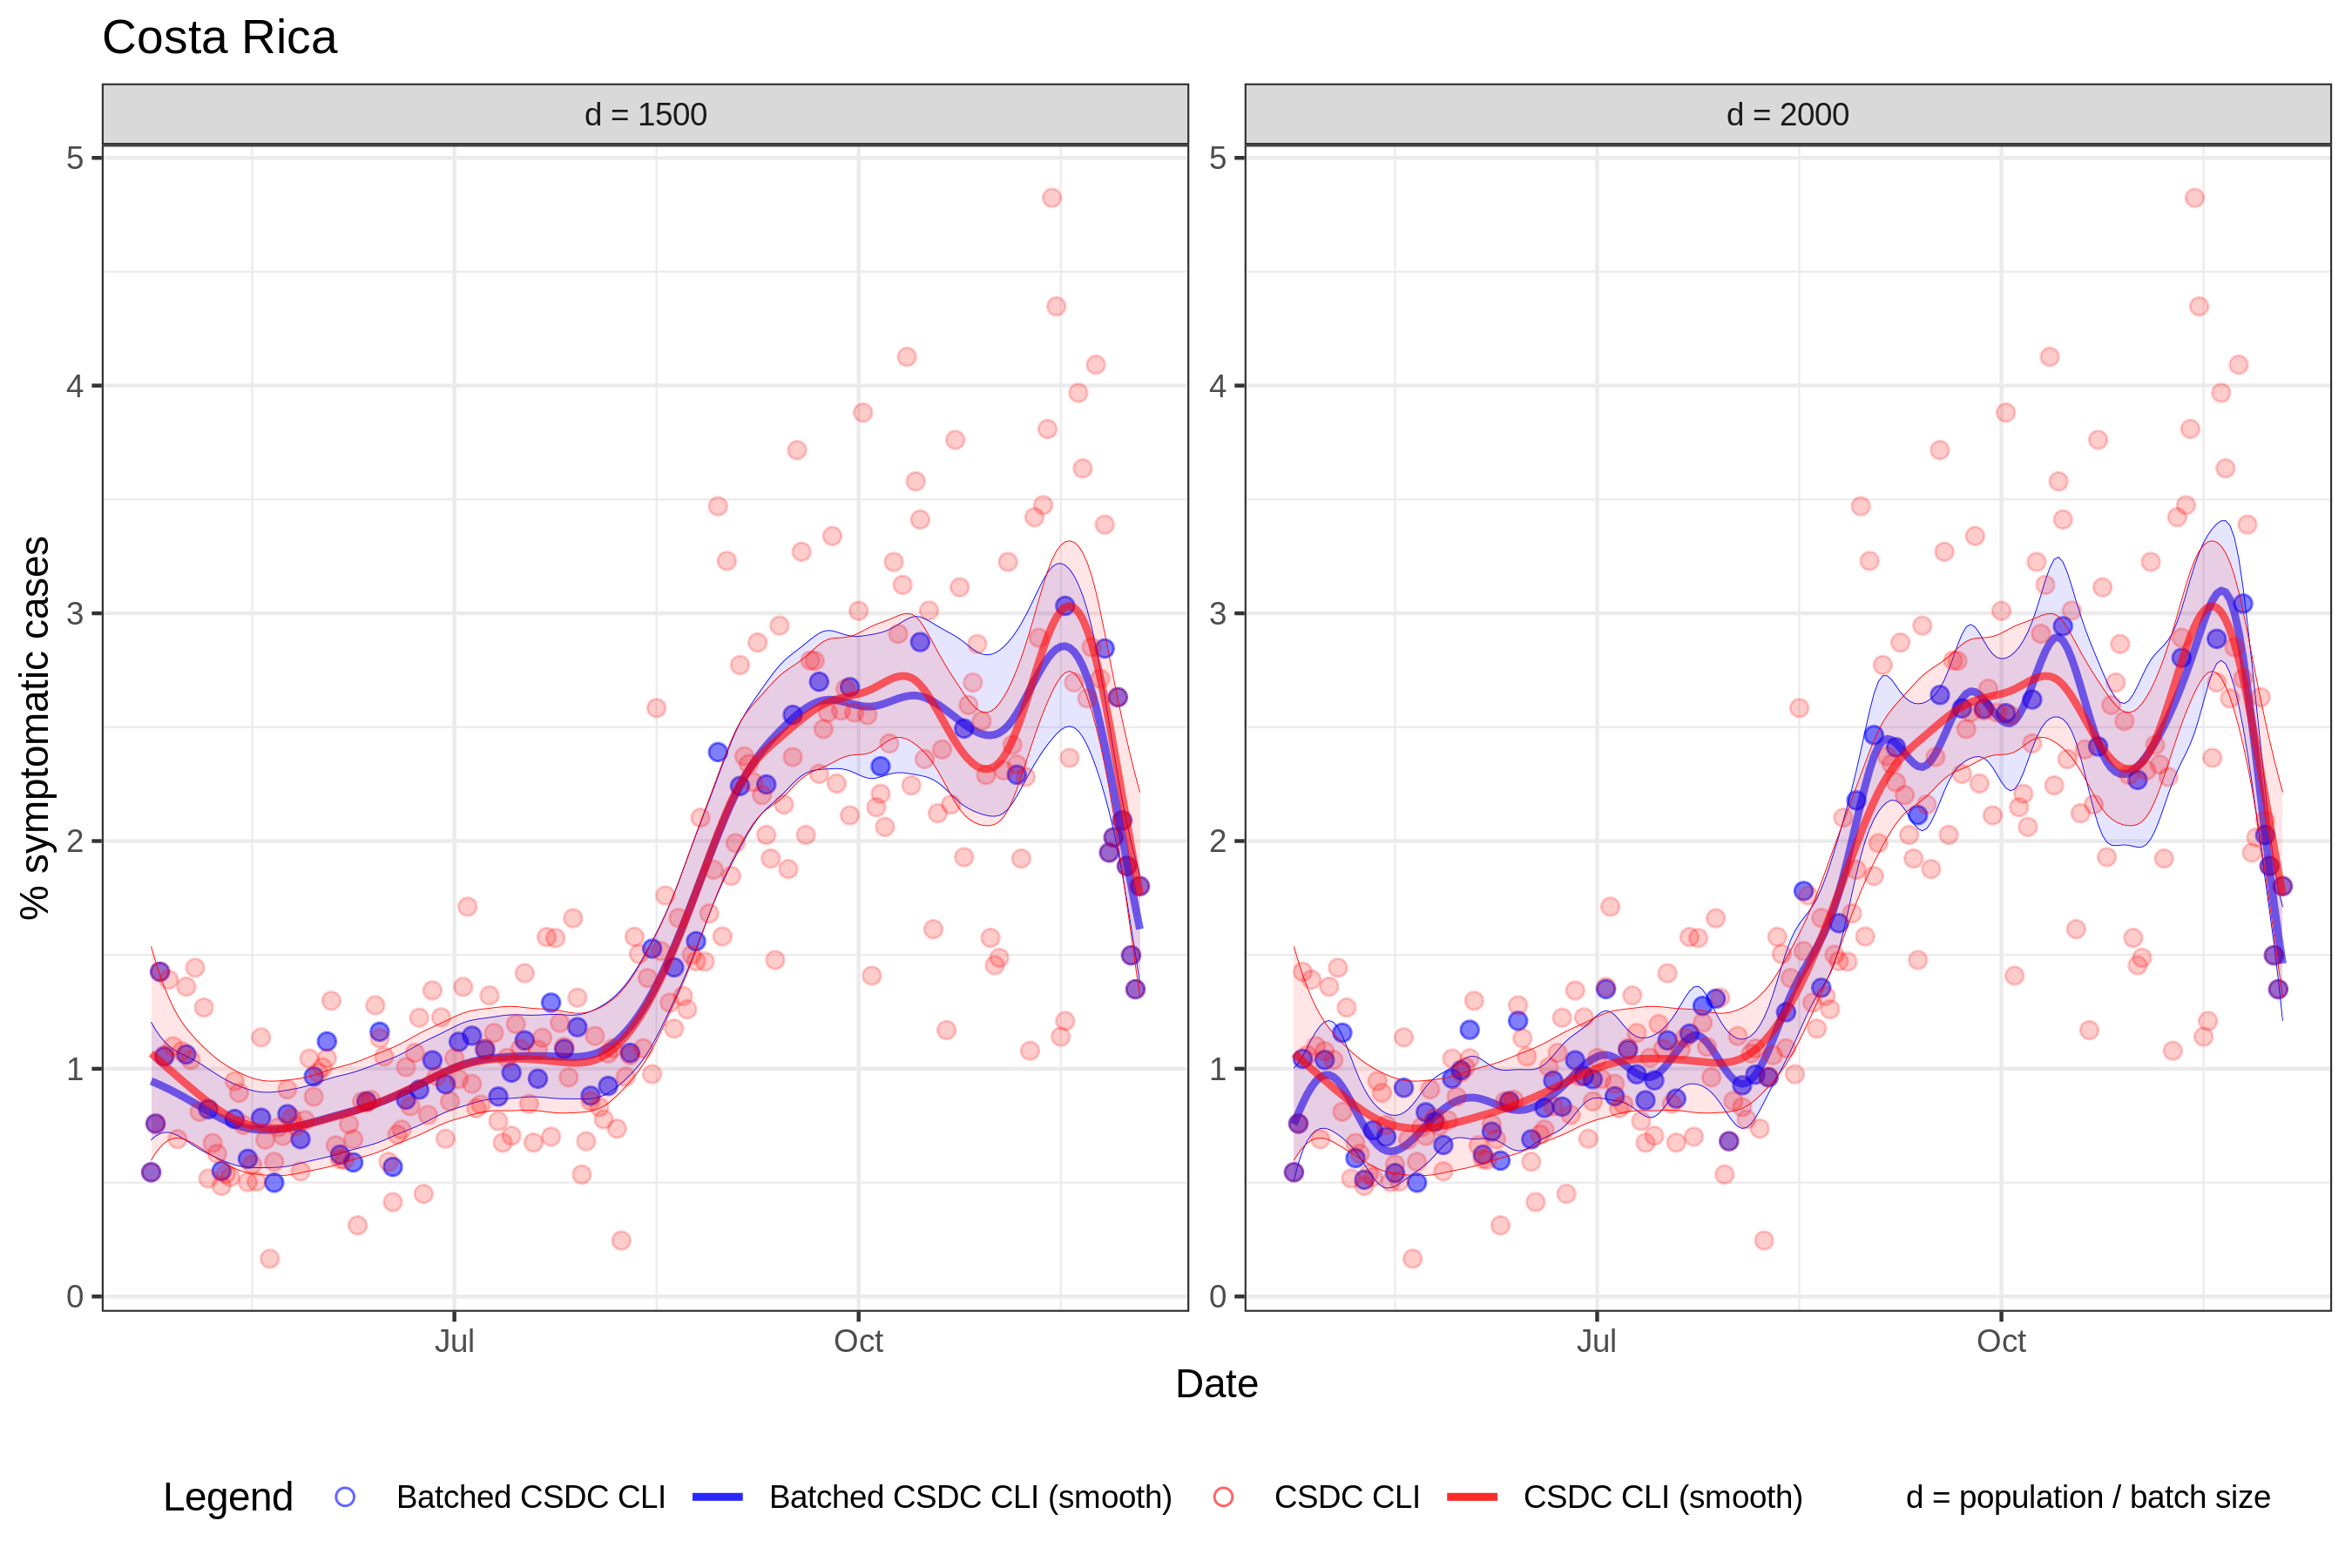 Costa Rica
d = 1500
d = 2000
5
4
3
2
1
0
5
4
3
2
1
0
% symptomatic cases
Jul
Oct
Jul
Oct
Date
Legend
Batched CSDC CLI
Batched CSDC CLI (smooth)
CSDC CLI
CSDC CLI (smooth)
d = population / batch size